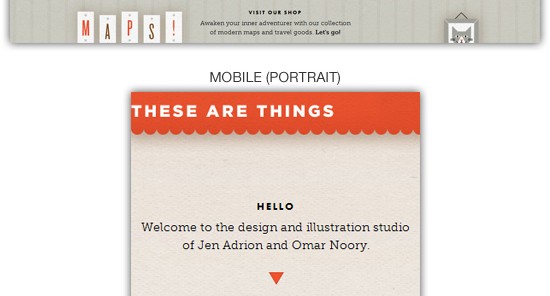 VISIT OUR SHOP
MAPS!
Awaken your inner adventurer with our collection
of modern maps and travel goods. Let's go!
MOBILE (PORTRAIT)
THESE ARE THINGS
HELLO
Welcome to the design and illustration studio
of Jen Adrion and Omar Noory.